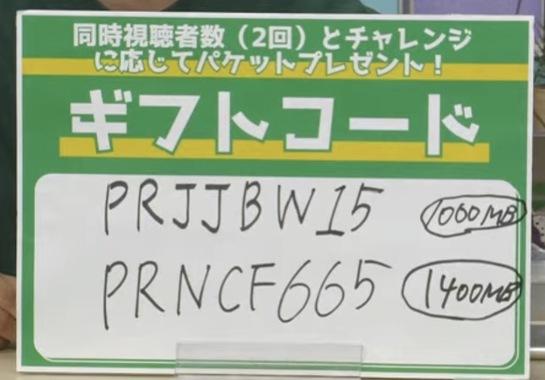 同時視聴者数（2回）とチャレンジ
に応じてパケットプレゼント！
ギフトコード
PRJJBW15 1000MB
PRNCF665 1400MB